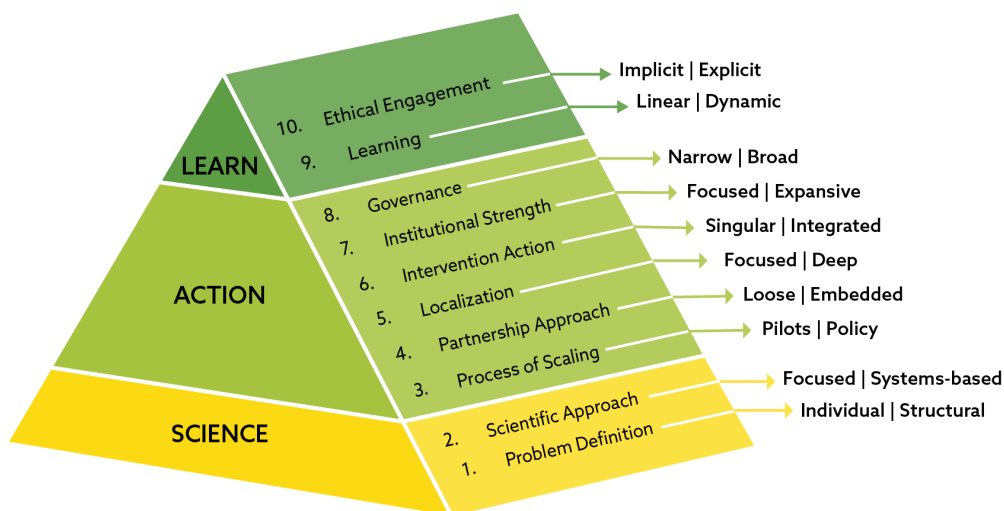 LEARN
10. Ethical Engagement Implicit | Explicit
9. Learning Linear | Dynamic
ACTION
8. Governance Narrow | Broad
7. Institutional Strength Focused | Expansive
6. Intervention Action Singular | Integrated
5. Localization Focused | Deep
4. Partnership Approach Loose | Embedded
3. Process of Scaling Pilots | Policy
SCIENCE
2. Scientific Approach Focused | Systems-based
1. Problem Definition Individual | Structural